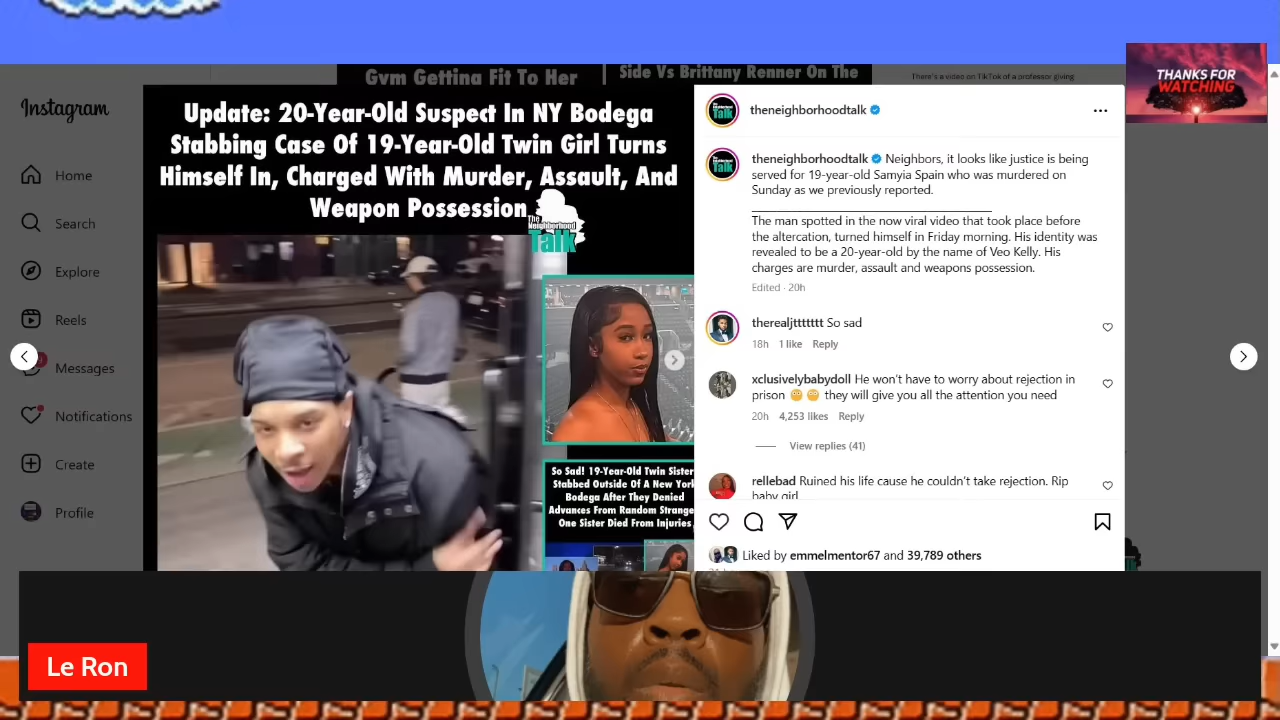 Gym Getting Fit To Her
Side Vs Brittany Renner On The
There's a video on TikTok of a professor giving
THANKS FOR
WATCHING
Instagram
Home
Search
Explore
Reels
Messages
Notifications
Create
Profile
Update: 20-Year-Old Suspect In NY Bodega
Stabbing Case Of 19-Year-Old Twin Girl Turns
Himself In, Charged With Murder, Assault, And
Weapon Possession
The
Neighborhood
Talk
So Sad! 19-Year-Old Twin Sister
Stabbed Outside Of A New York
Bodega After They Denied
Advances From Random Strange
One Sister Died From Injuries
theneighborhoodtalk
theneighborhoodtalk Neighbors, it looks like justice is being
served for 19-year-old Samyia Spain who was murdered on
Sunday as we previously reported.
The man spotted in the now viral video that took place before
the altercation, turned himself in Friday morning. His identity was
revealed to be a 20-year-old by the name of Veo Kelly. His
charges are murder, assault and weapons possession.
Edited · 20h
therealjttttttt So sad
18h 1 like Reply
xclusivelybabydoll He won't have to worry about rejection in
prison 😳 😳 they will give you all the attention you need
20h 4,253 likes Reply
View replies (41)
rellebad Ruined his life cause he couldn't take rejection. Rip
baby girl
Liked by emmelmentor67 and 39,789 others
Le Ron